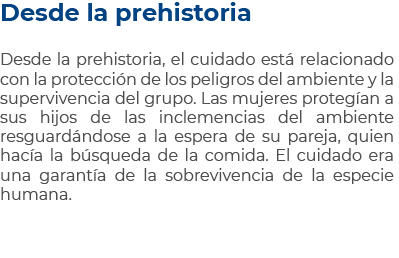 Desde la prehistoria
Desde la prehistoria, el cuidado está relacionado
con la protección de los peligros del ambiente y la
supervivencia del grupo. Las mujeres protegían a
sus hijos de las inclemencias del ambiente
resguardándose a la espera de su pareja, quien
hacía la búsqueda de la comida. El cuidado era
una garantía de la sobrevivencia de la especie
humana.